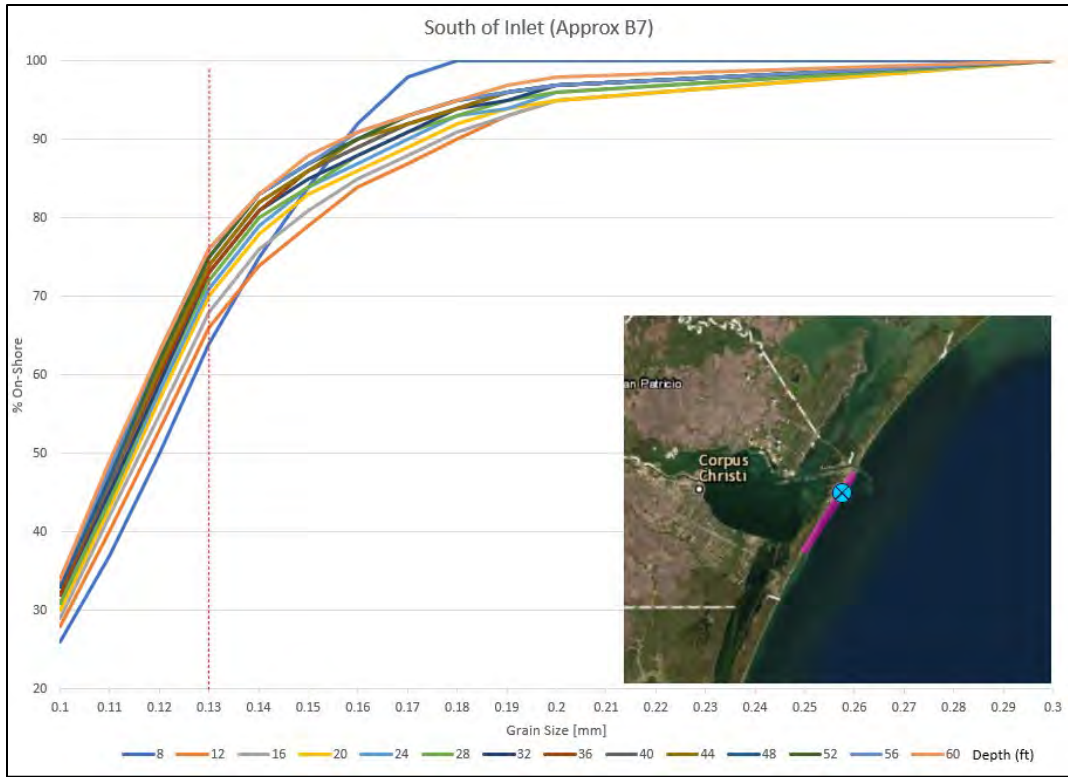 South of Inlet (Approx B7)
100
90
80
70
60
50
40
30
20
% On-Shore
an Patricio
Corpus
Christi
0.1 0.11 0.12 0.13 0.14 0.15 0.16 0.17 0.18 0.19 0.2 0.21 0.22 0.23 0.24 0.25 0.26 0.27 0.28 0.29 0.3
Grain Size [mm]
8 12 16 20 24 28 32 36 40 44 48 52 56 60 Depth (ft)